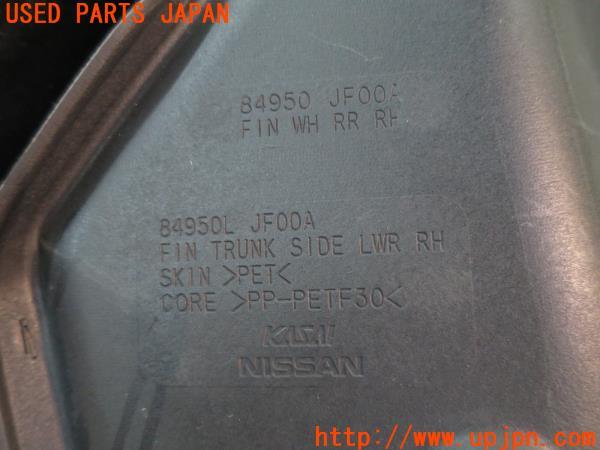 USED PARTS JAPAN
84950 JF00A
FIN WH RR RH
84950L JF00A
FIN TRUNK SIDE LWR RH
SKIN >PET<
CORE >PP-PETF30<
KASAI
NISSAN
http://www.upjpn.com